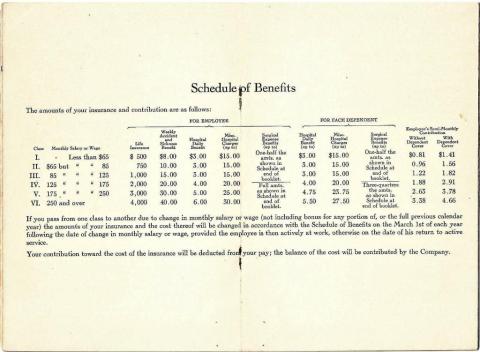 Schedule of Benefits
The amounts of your insurance and contribution are as follows:
FOR EMPLOYEE FOR EACH DEPENDENT
Class Monthly Salary or Wage Life Insurance Weekly Accident and Sickness Benefit Hospital Daily Benefit Misc. Hospital Charges (up to) Surgical Expense Benefits (up to) Hospital Daily Benefit (up to) Misc. Hospital Charges (up to) Surgical Expense Benefits (up to) Employee's Semi-Monthly Contribution Without Dependent Cover With Dependent Cover
I. - Less than $65 $ 500 $8.00 $3.00 $15.00 One-half the amts. as shown in Schedule at end of booklet. $3.00 $15.00 One-half the amts. as shown in Schedule at end of booklet. $0.81 $1.41
II. $65 but " " 85 750 10.00 3.00 15.00 3.00 15.00 0.96 1.56
III. 85 " " " 125 1,000 15.00 3.00 15.00 3.00 15.00 1.22 1.82
IV. 125 " " " 175 2,000 20.00 4.00 20.00 Full amts. as shown in Schedule at end of booklet. 4.00 20.00 Three-quarters the amts. as shown in Schedule at end of booklet. 1.88 2.91
V. 175 " " " 250 3,000 30.00 5.00 25.00 4.75 23.75 2.65 3.78
VI. 250 and over 4,000 40.00 6.00 30.00 5.50 27.50 3.38 4.66
If you pass from one class to another due to change in monthly salary or wage (not including bonus for any portion of, or the full previous calendar
year) the amounts of your insurance and the cost thereof will be changed in accordance with the Schedule of Benefits on the March 1st of each year
following the date of change in monthly salary or wage, provided the employee is then actively at work, otherwise on the date of his return to active
service.
Your contribution toward the cost of the insurance will be deducted from your pay; the balance of the cost will be contributed by the Company.